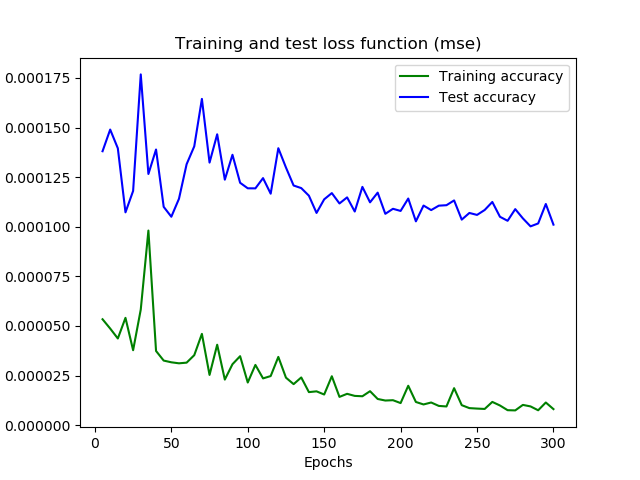 Training and test loss function (mse)
Training accuracy
Test accuracy
0.000175
0.000150
0.000125
0.000100
0.000075
0.000050
0.000025
0.000000
0 50 100 150 200 250 300
Epochs